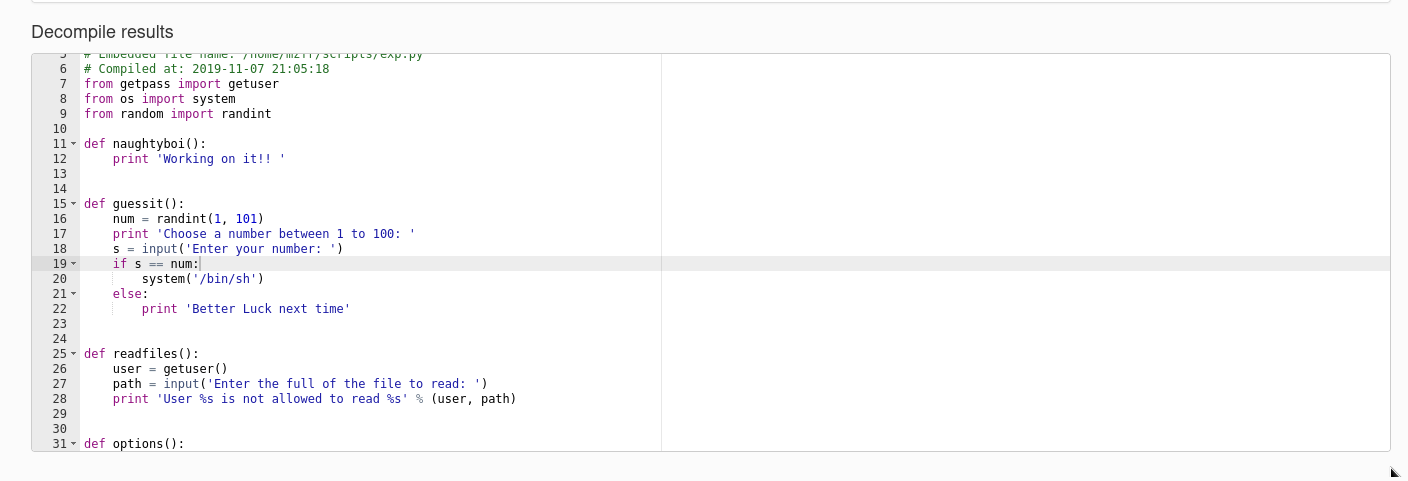 Decompile results
5 # Embedded file name: /home/m2ff/scripts/exp.py
6 # Compiled at: 2019-11-07 21:05:18
7 from getpass import getuser
8 from os import system
9 from random import randint
10
11 def naughtyboi():
12     print 'Working on it!! '
13
14
15 def guessit():
16     num = randint(1, 101)
17     print 'Choose a number between 1 to 100: '
18     s = input('Enter your number: ')
19     if s == num:
20         system('/bin/sh')
21     else:
22         print 'Better Luck next time'
23
24
25 def readfiles():
26     user = getuser()
27     path = input('Enter the full of the file to read: ')
28     print 'User %s is not allowed to read %s' % (user, path)
29
30
31 def options():